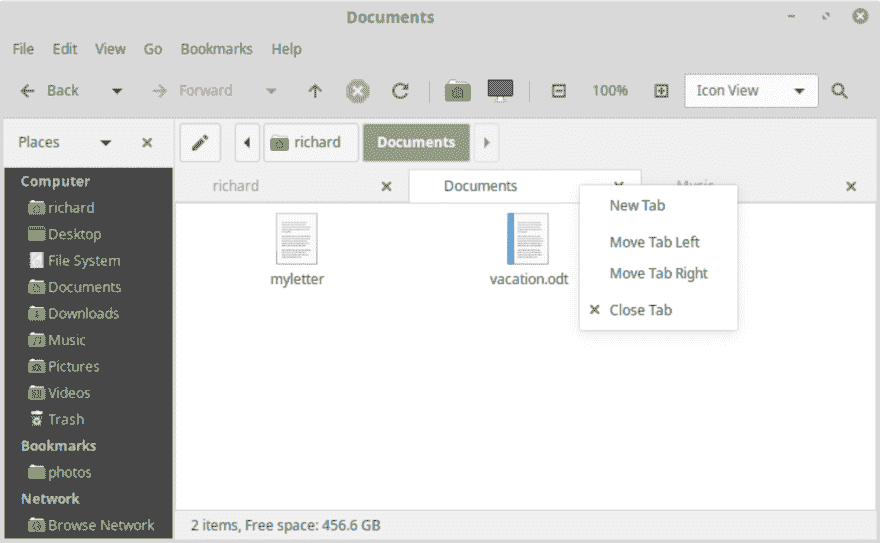 Documents
File Edit View Go Bookmarks Help
Back Forward 100% Icon View
Places
richard Documents
richard Documents Music
Computer
richard
Desktop
File System
Documents
Downloads
Music
Pictures
Videos
Trash
Bookmarks
photos
Network
Browse Network
myletter vacation.odt
New Tab
Move Tab Left
Move Tab Right
Close Tab
2 items, Free space: 456.6 GB